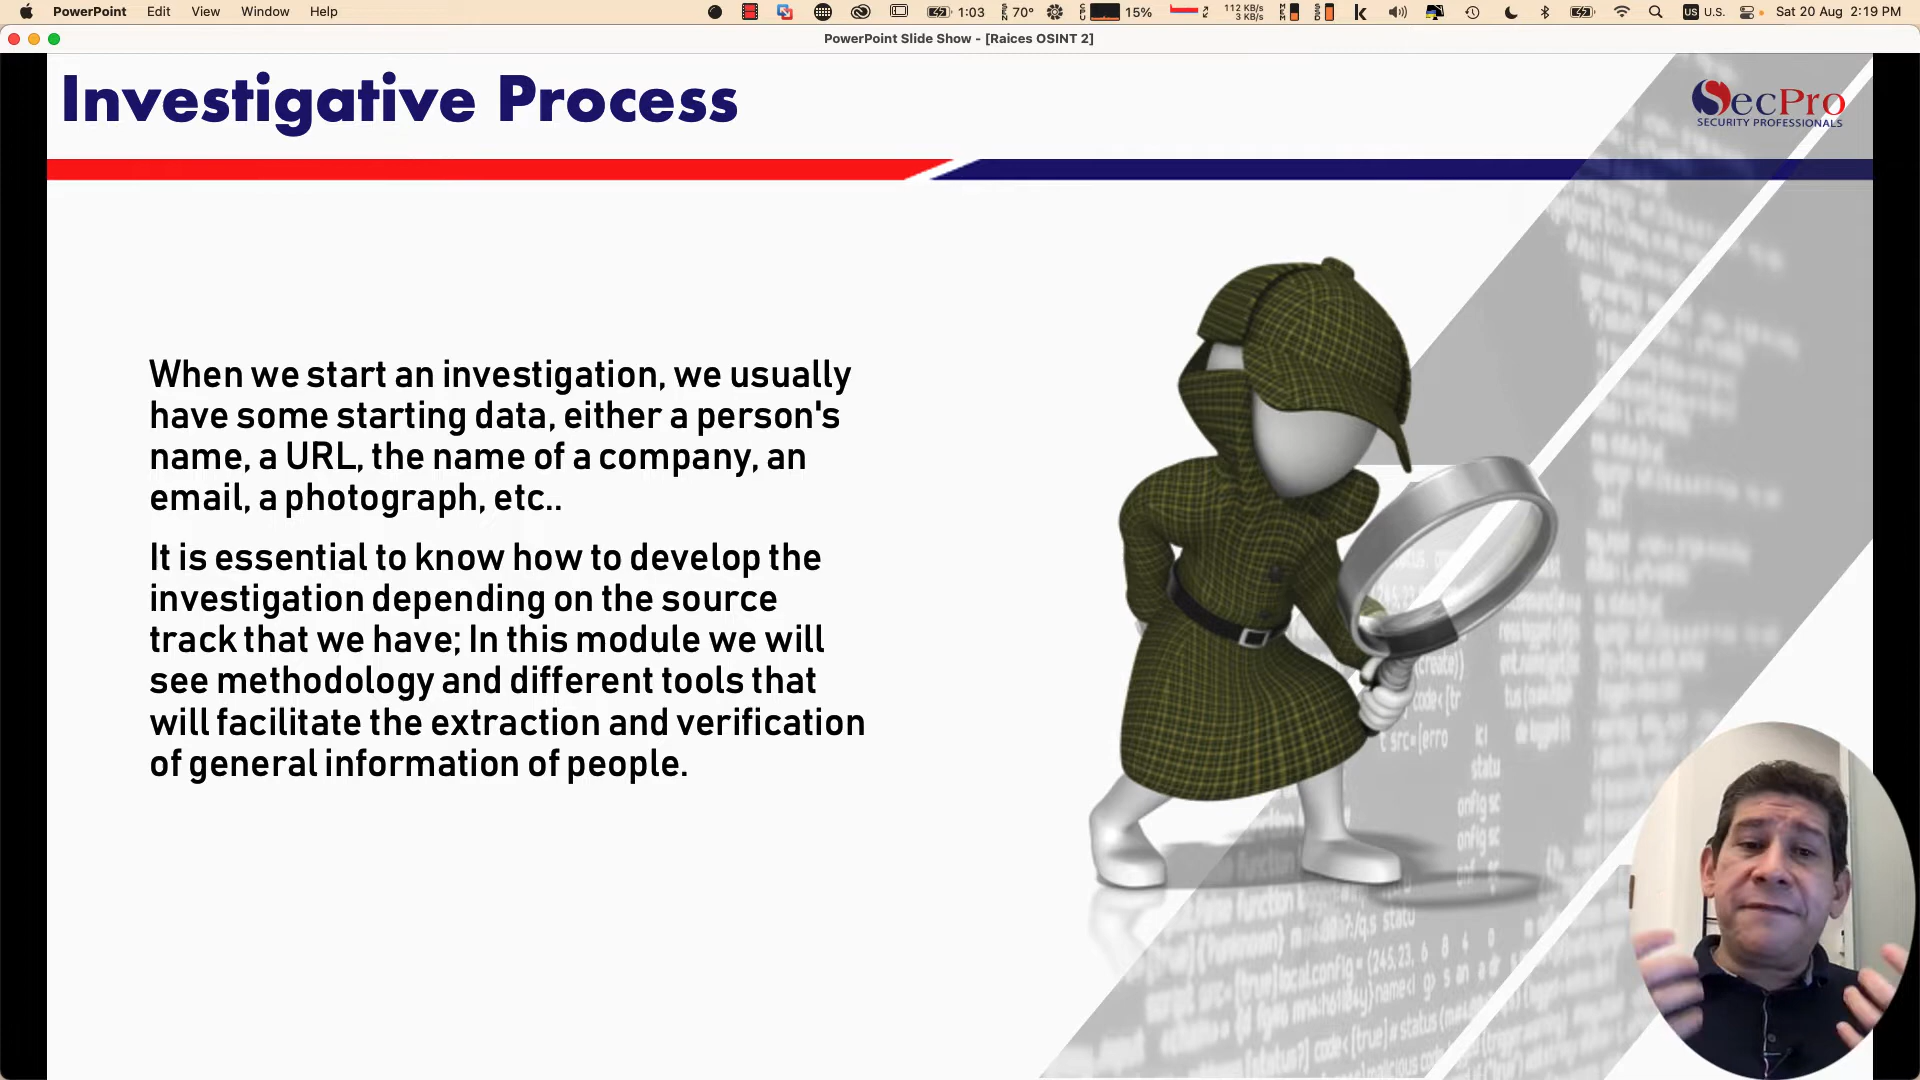 PowerPoint Edit View Window Help
1:03 70° 15% 112 KB/s 3 KB/s US U.S. Sat 20 Aug 2:19 PM
PowerPoint Slide Show - [Raices OSINT 2]
Investigative Process
SecPro
SECURITY PROFESSIONALS
When we start an investigation, we usually
have some starting data, either a person's
name, a URL, the name of a company, an
email, a photograph, etc..
It is essential to know how to develop the
investigation depending on the source
track that we have; In this module we will
see methodology and different tools that
will facilitate the extraction and verification
of general information of people.